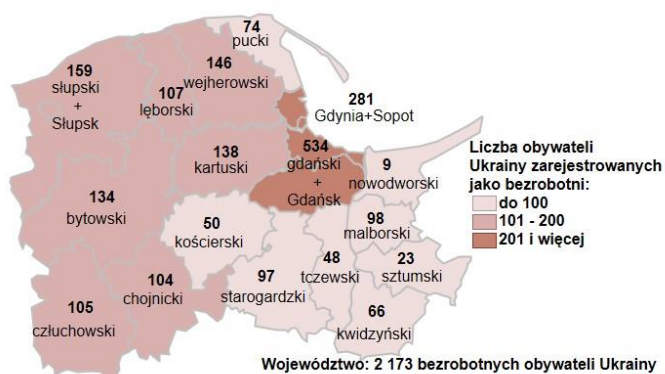 74
pucki
159
słupski
+
Słupsk
146
wejherowski
107
lęborski
281
Gdynia+Sopot
138
kartuski
534
gdański
+
Gdańsk
9
nowodworski
Liczba obywateli
Ukrainy zarejestrowanych
jako bezrobotni:
do 100
101 - 200
201 i więcej
134
bytowski
50
kościerski
98
malborski
48
tczewski
23
sztumski
104
chojnicki
97
starogardzki
105
człuchowski
66
kwidzyński
Województwo: 2 173 bezrobotnych obywateli Ukrainy